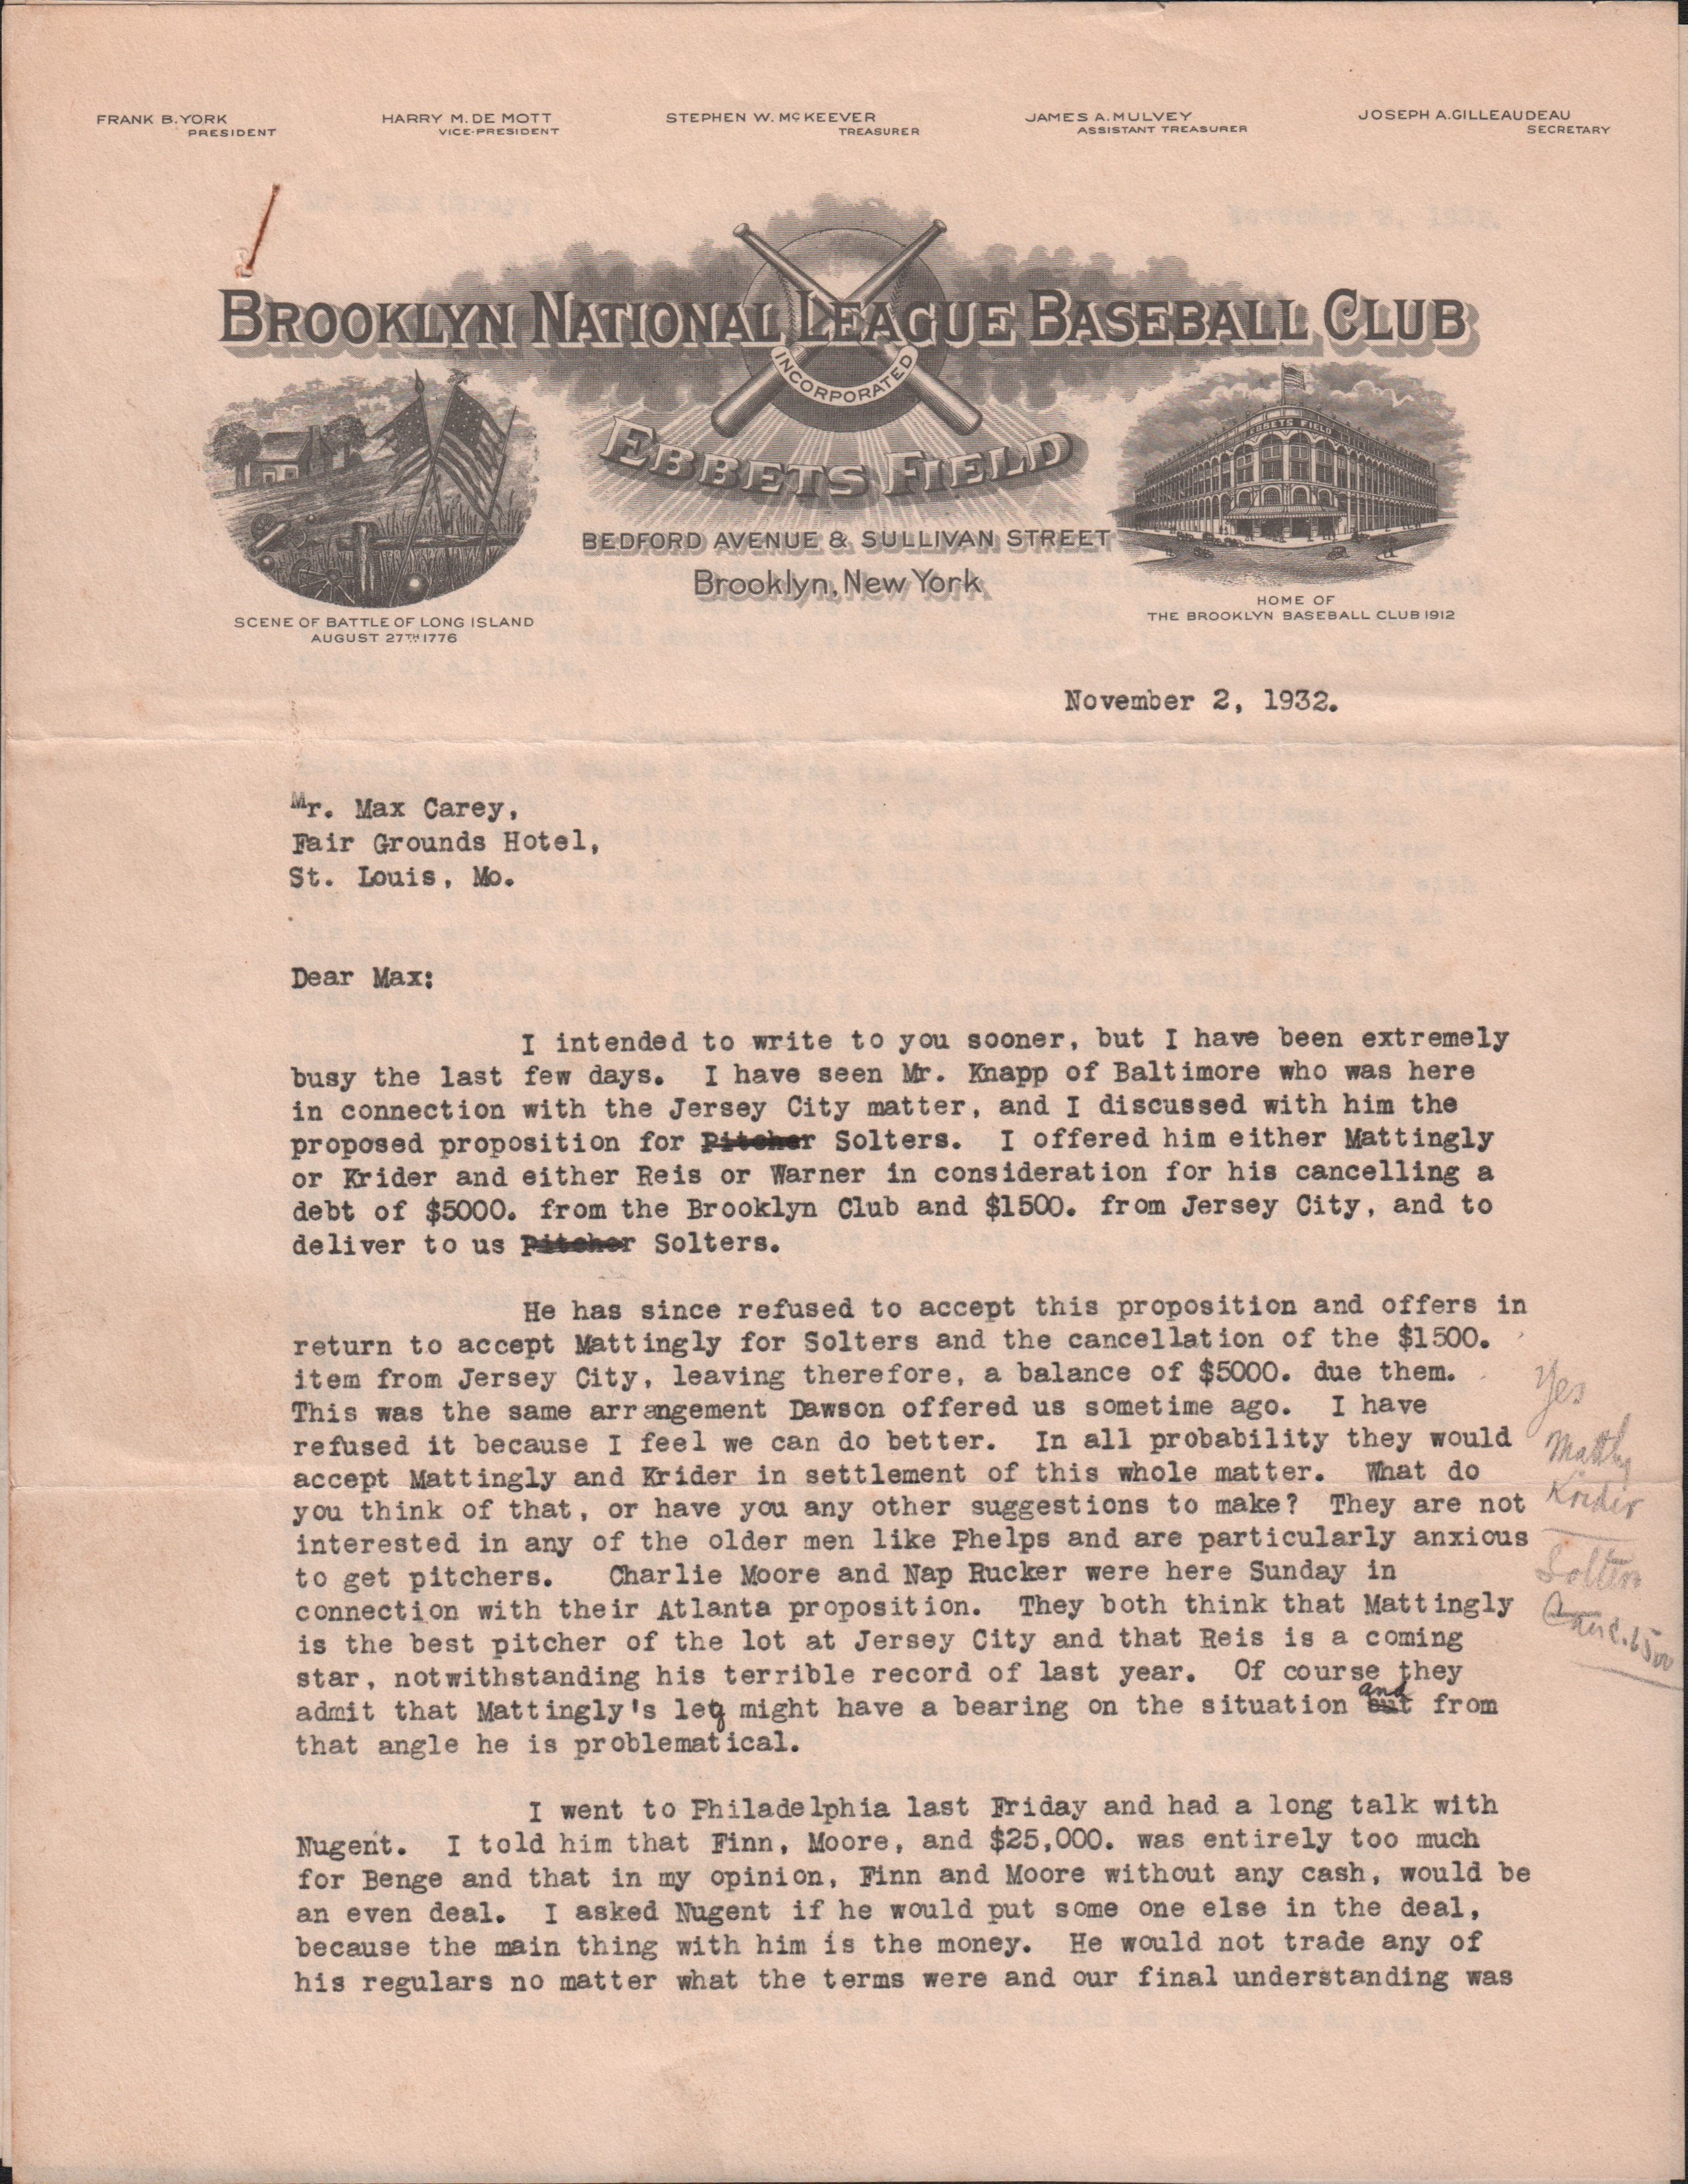 FRANK B. YORK
PRESIDENT
HARRY M. DE MOTT
VICE-PRESIDENT
STEPHEN W. McKEEVER
TREASURER
JAMES A. MULVEY
ASSISTANT TREASURER
JOSEPH A. GILLEAUDEAU
SECRETARY
BROOKLYN NATIONAL LEAGUE BASEBALL CLUB
INCORPORATED
EBBETS FIELD
EBBETS FIELD
BEDFORD AVENUE & SULLIVAN STREET
Brooklyn, New York
SCENE OF BATTLE OF LONG ISLAND
AUGUST 27TH 1776
HOME OF
THE BROOKLYN BASEBALL CLUB 1912
November 2, 1932.
Mr. Max Carey,
Fair Grounds Hotel,
St. Louis, Mo.
Dear Max:
I intended to write to you sooner, but I have been extremely
busy the last few days. I have seen Mr. Knapp of Baltimore who was here
in connection with the Jersey City matter, and I discussed with him the
proposed proposition for Pitcher Solters. I offered him either Mattingly
or Krider and either Reis or Warner in consideration for his cancelling a
debt of $5000. from the Brooklyn Club and $1500. from Jersey City, and to
deliver to us Pitcher Solters.
He has since refused to accept this proposition and offers in
return to accept Mattingly for Solters and the cancellation of the $1500.
item from Jersey City, leaving therefore, a balance of $5000. due them.
This was the same arrangement Dawson offered us sometime ago. I have
refused it because I feel we can do better. In all probability they would
accept Mattingly and Krider in settlement of this whole matter. What do
you think of that, or have you any other suggestions to make? They are not
interested in any of the older men like Phelps and are particularly anxious
to get pitchers. Charlie Moore and Nap Rucker were here Sunday in
connection with their Atlanta proposition. They both think that Mattingly
is the best pitcher of the lot at Jersey City and that Reis is a coming
star, notwithstanding his terrible record of last year. Of course they
admit that Mattingly's leg might have a bearing on the situation but and from
that angle he is problematical.
Yes
Krider
I went to Philadelphia last Friday and had a long talk with
Nugent. I told him that Finn, Moore, and $25,000. was entirely too much
for Benge and that in my opinion, Finn and Moore without any cash, would be
an even deal. I asked Nugent if he would put some one else in the deal,
because the main thing with him is the money. He would not trade any of
his regulars no matter what the terms were and our final understanding was